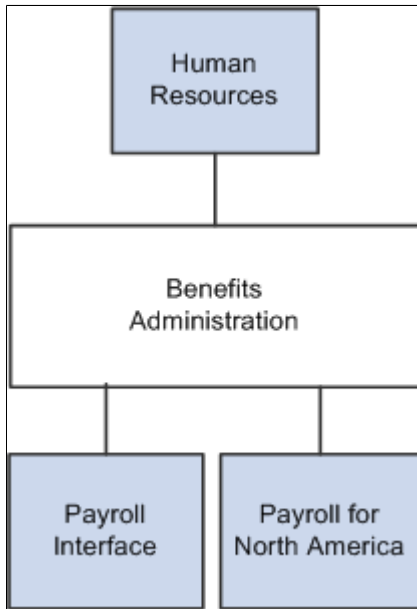 Human
Resources
Benefits
Administration
Payroll
Interface
Payroll for
North America